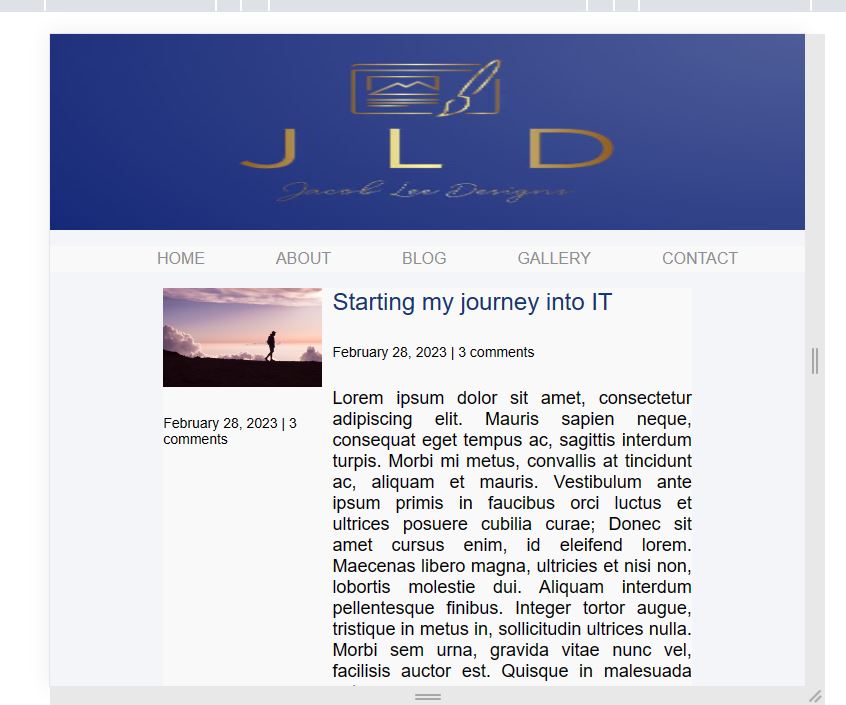 J L D
Jacob Lee Designs
HOME ABOUT BLOG GALLERY CONTACT
Starting my journey into IT
February 28, 2023 | 3 comments
February 28, 2023 | 3
comments
Lorem ipsum dolor sit amet, consectetur
adipiscing elit. Mauris sapien neque,
consequat eget tempus ac, sagittis interdum
turpis. Morbi mi metus, convallis at tincidunt
ac, aliquam et mauris. Vestibulum ante
ipsum primis in faucibus orci luctus et
ultrices posuere cubilia curae; Donec sit
amet cursus enim, id eleifend lorem.
Maecenas libero magna, ultricies et nisi non,
lobortis molestie dui. Aliquam interdum
pellentesque finibus. Integer tortor augue,
tristique in metus in, sollicitudin ultrices nulla.
Morbi sem urna, gravida vitae nunc vel,
facilisis auctor est. Quisque in malesuada